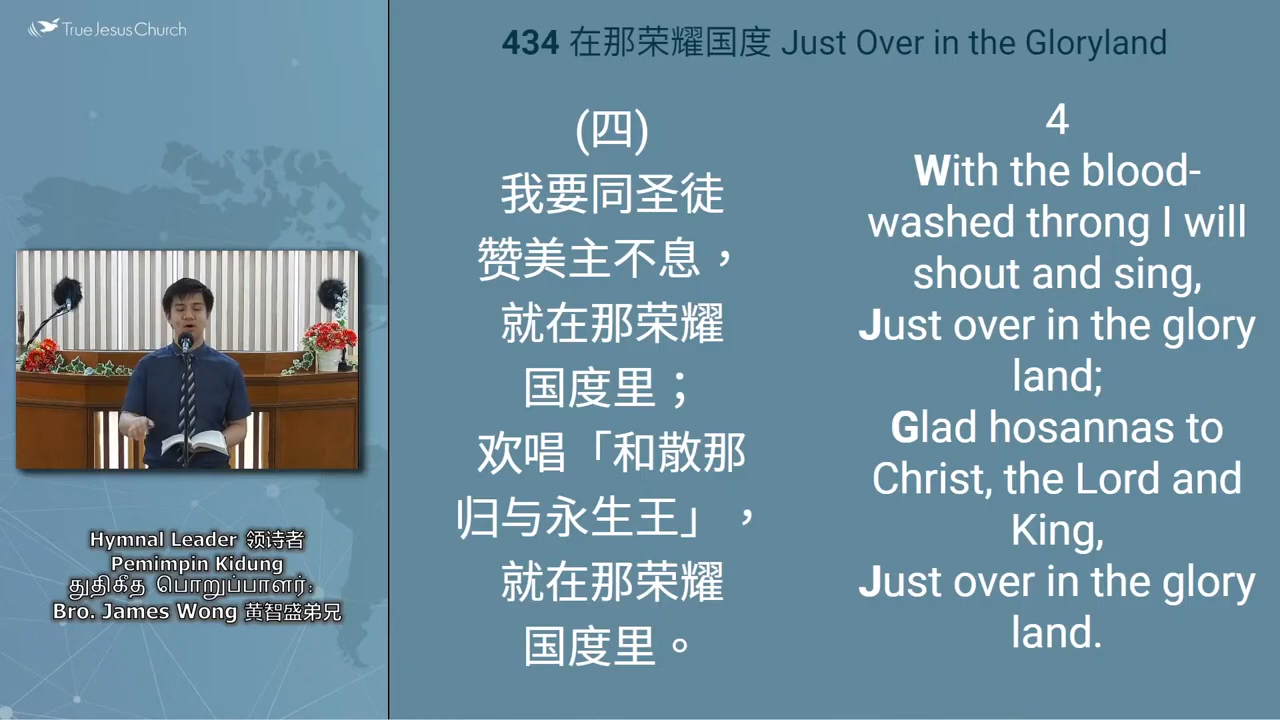 True Jesus Church
434 在那荣耀国度 Just Over in the Gloryland
(四)
我要同圣徒
赞美主不息，
就在那荣耀
国度里；
欢唱「和散那
归与永生王」，
就在那荣耀
国度里。
4
With the blood-
washed throng I will
shout and sing,
Just over in the glory
land;
Glad hosannas to
Christ, the Lord and
King,
Just over in the glory
land.
Hymnal Leader 领诗者
Pemimpin Kidung
துதிகீத பொறுப்பாளர்:
Bro. James Wong 黄智盛弟兄